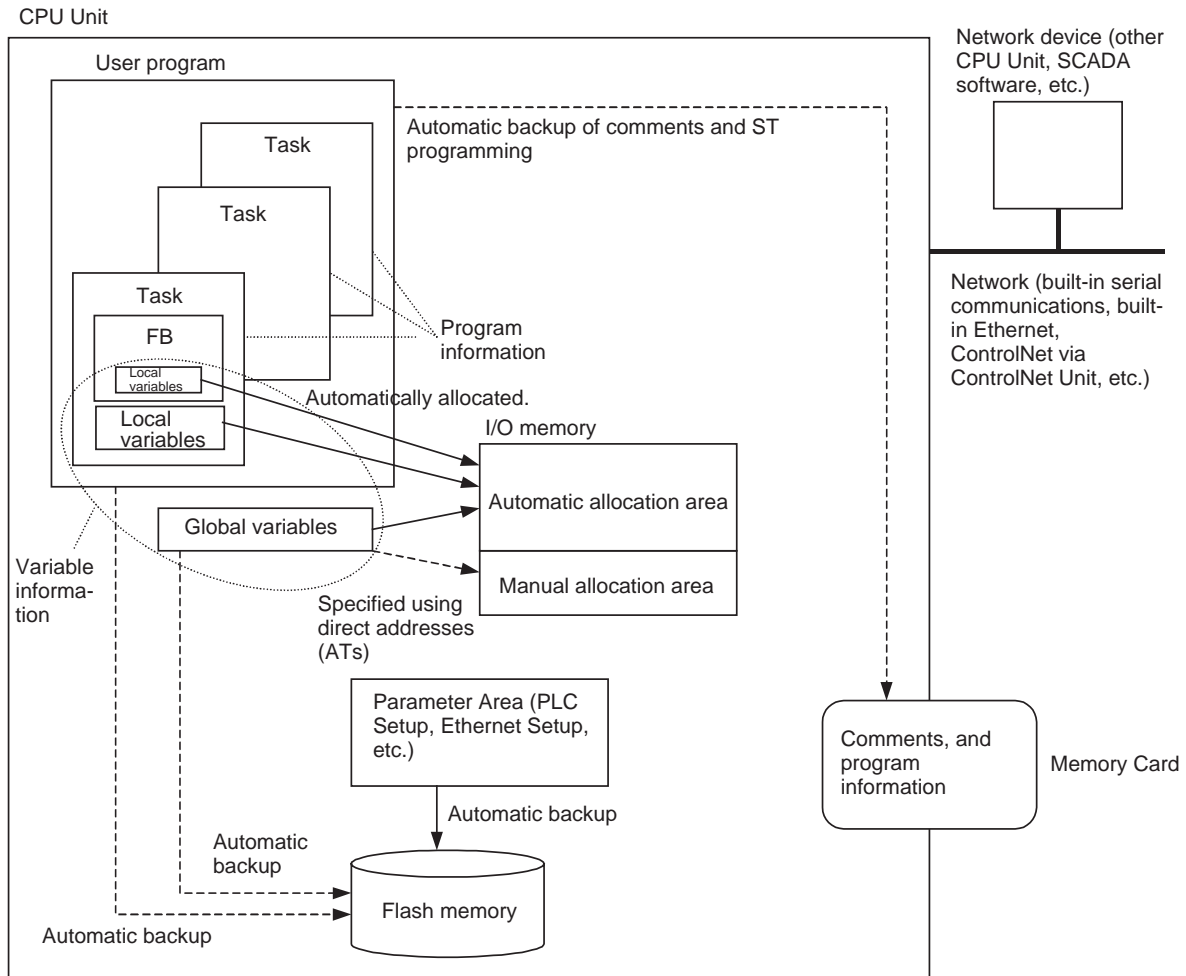 CPU Unit
Network device (other
CPU Unit, SCADA
software, etc.)
User program
Automatic backup of comments and ST
programming
Task
Task
Task
FB
Local
variables
Local
variables
Program
information
Network (built-in serial
communications, built-
in Ethernet,
ControlNet via
ControlNet Unit, etc.)
Automatically allocated.
I/O memory
Automatic allocation area
Manual allocation area
Global variables
Variable
informa-
tion
Specified using
direct addresses
(ATs)
Parameter Area (PLC
Setup, Ethernet Setup,
etc.)
Comments, and
program
information
Memory Card
Automatic backup
Automatic
backup
Flash memory
Automatic backup